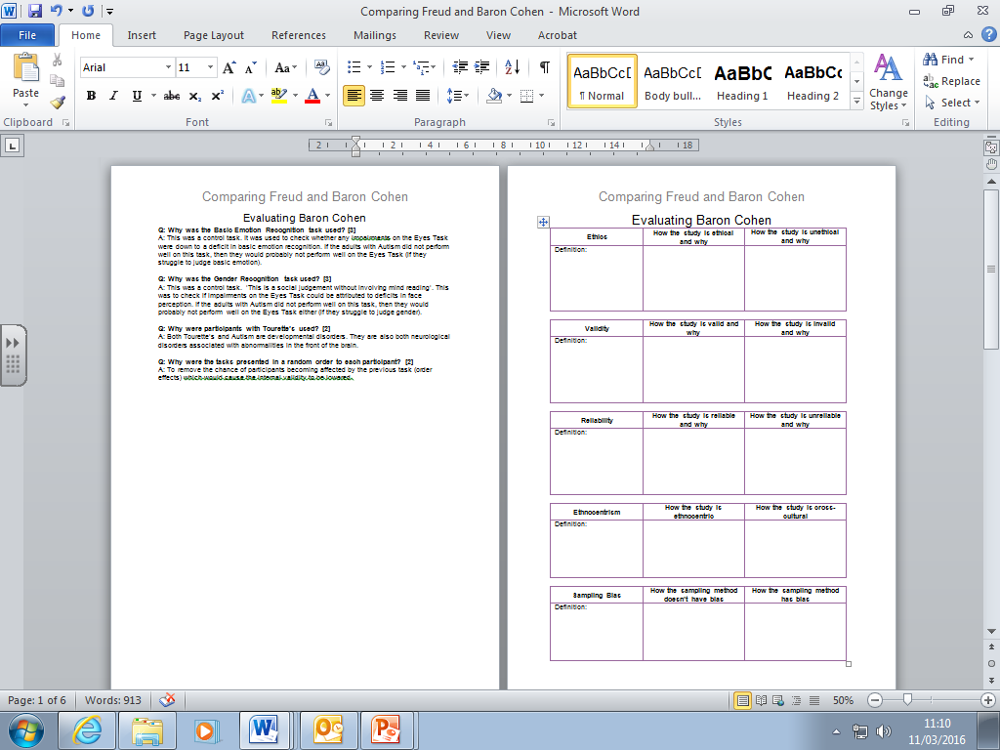 Comparing Freud and Baron Cohen - Microsoft Word
File Home Insert Page Layout References Mailings Review View Acrobat
Paste
Clipboard
Arial 11
Font
Paragraph
AaBbCcI AaBbCcI AaBbC AaBbCc
¶ Normal Body bull... Heading 1 Heading 2
Change Styles
Styles
Find
Replace
Select
Editing
2 2 4 6 8 10 12 14 18
Comparing Freud and Baron Cohen
Evaluating Baron Cohen
Q: Why was the Basic Emotion Recognition task used? [3]
A: This was a control task. It was used to check whether any impairments on the Eyes Task
were down to a deficit in basic emotion recognition. If the adults with Autism did not perform
well on this task, then they would probably not perform well on the Eyes Task (if they
struggle to judge basic emotion).
Q: Why was the Gender Recognition task used? [3]
A: This was a control task. 'This is a social judgement without involving mind reading'. This
was to check if impairments on the Eyes Task could be attributed to deficits in face
perception. If the adults with Autism did not perform well on this task, then they would
probably not perform well on the Eyes Task either (if they struggle to judge gender).
Q: Why were participants with Tourette's used? [2]
A: Both Tourette's and Autism are developmental disorders. They are also both neurological
disorders associated with abnormalities in the front of the brain.
Q: Why were the tasks presented in a random order to each participant? [2]
A: To remove the chance of participants becoming affected by the previous task (order
effects) which would cause the internal validity to be lowered.
Comparing Freud and Baron Cohen
Evaluating Baron Cohen
Ethics
How the study is ethical
and why
How the study is unethical
and why
Definition:
Validity
How the study is valid and
why
How the study is invalid
and why
Definition:
Reliability
How the study is reliable
and why
How the study is unreliable
and why
Definition:
Ethnocentrism
How the study is
ethnocentric
How the study is cross-
cultural
Definition:
Sampling Bias
How the sampling method
doesn't have bias
How the sampling method
has bias
Definition:
Page: 1 of 6 Words: 913 50%
11:10
11/03/2016